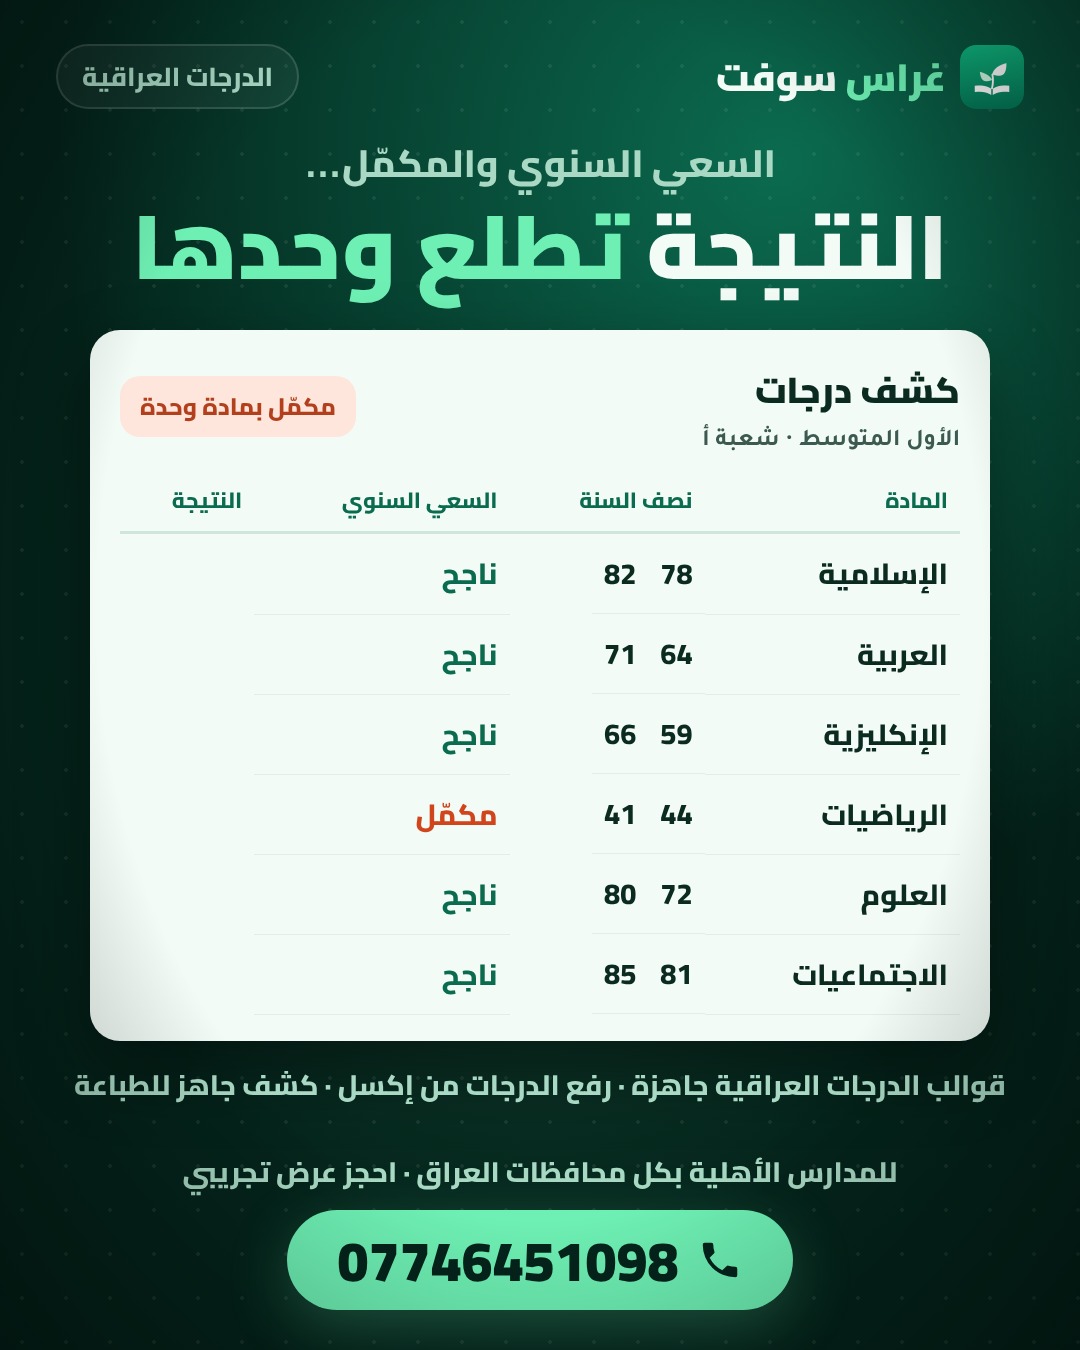 غراس سوفت
الدرجات العراقية
السعي السنوي والمكمّل...
النتيجة تطلع وحدها
كشف درجات
مكمّل بمادة وحدة
الأول المتوسط · شعبة أ
المادة نصف السنة السعي السنوي النتيجة
الإسلامية 78 82 ناجح
العربية 64 71 ناجح
الإنكليزية 59 66 ناجح
الرياضيات 44 41 مكمّل
العلوم 72 80 ناجح
الاجتماعيات 81 85 ناجح
قوالب الدرجات العراقية جاهزة · رفع الدرجات من إكسل · كشف جاهز للطباعة
للمدارس الأهلية بكل محافظات العراق · احجز عرض تجريبي
07746451098